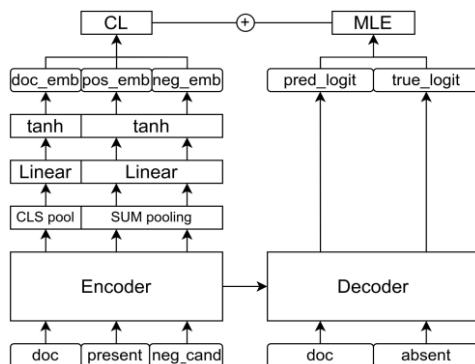 CL + MLE
doc_emb pos_emb neg_emb pred_logit true_logit
tanh tanh
Linear Linear
CLS pool SUM pooling
Encoder Decoder
doc present neg_cand doc absent